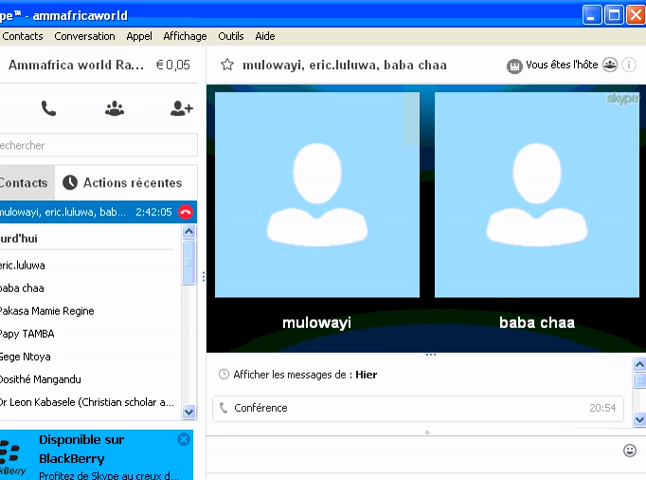 pe™ - ammafricaworld
Contacts Conversation Appel Affichage Outils Aide
Ammafrica world Ra... € 0,05
mulowayi, eric.luluwa, baba chaa
Vous êtes l'hôte
skype
echercher
Contacts
Actions récentes
mulowayi, eric.luluwa, bab... 2:42:05
urd'hui
eric.luluwa
baba chaa
Pakasa Mamie Regine
Papy TAMBA
Gege Ntoya
Dosithé Mangandu
Dr Leon Kabasele (Christian scholar a...
mulowayi
baba chaa
Afficher les messages de : Hier
Conférence 20:54
Disponible sur
BlackBerry
Profitez de Skype au creux d...
ckBerry